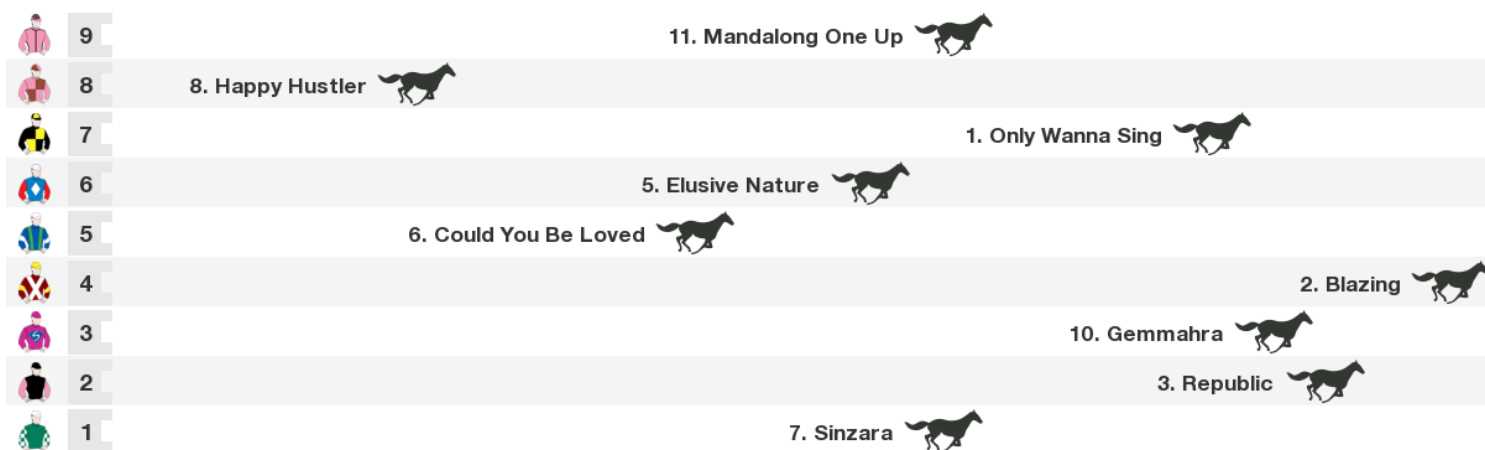 9 11. Mandalong One Up
8 8. Happy Hustler
7 1. Only Wanna Sing
6 5. Elusive Nature
5 6. Could You Be Loved
4 2. Blazing
3 10. Gemmahra
2 3. Republic
1 7. Sinzara